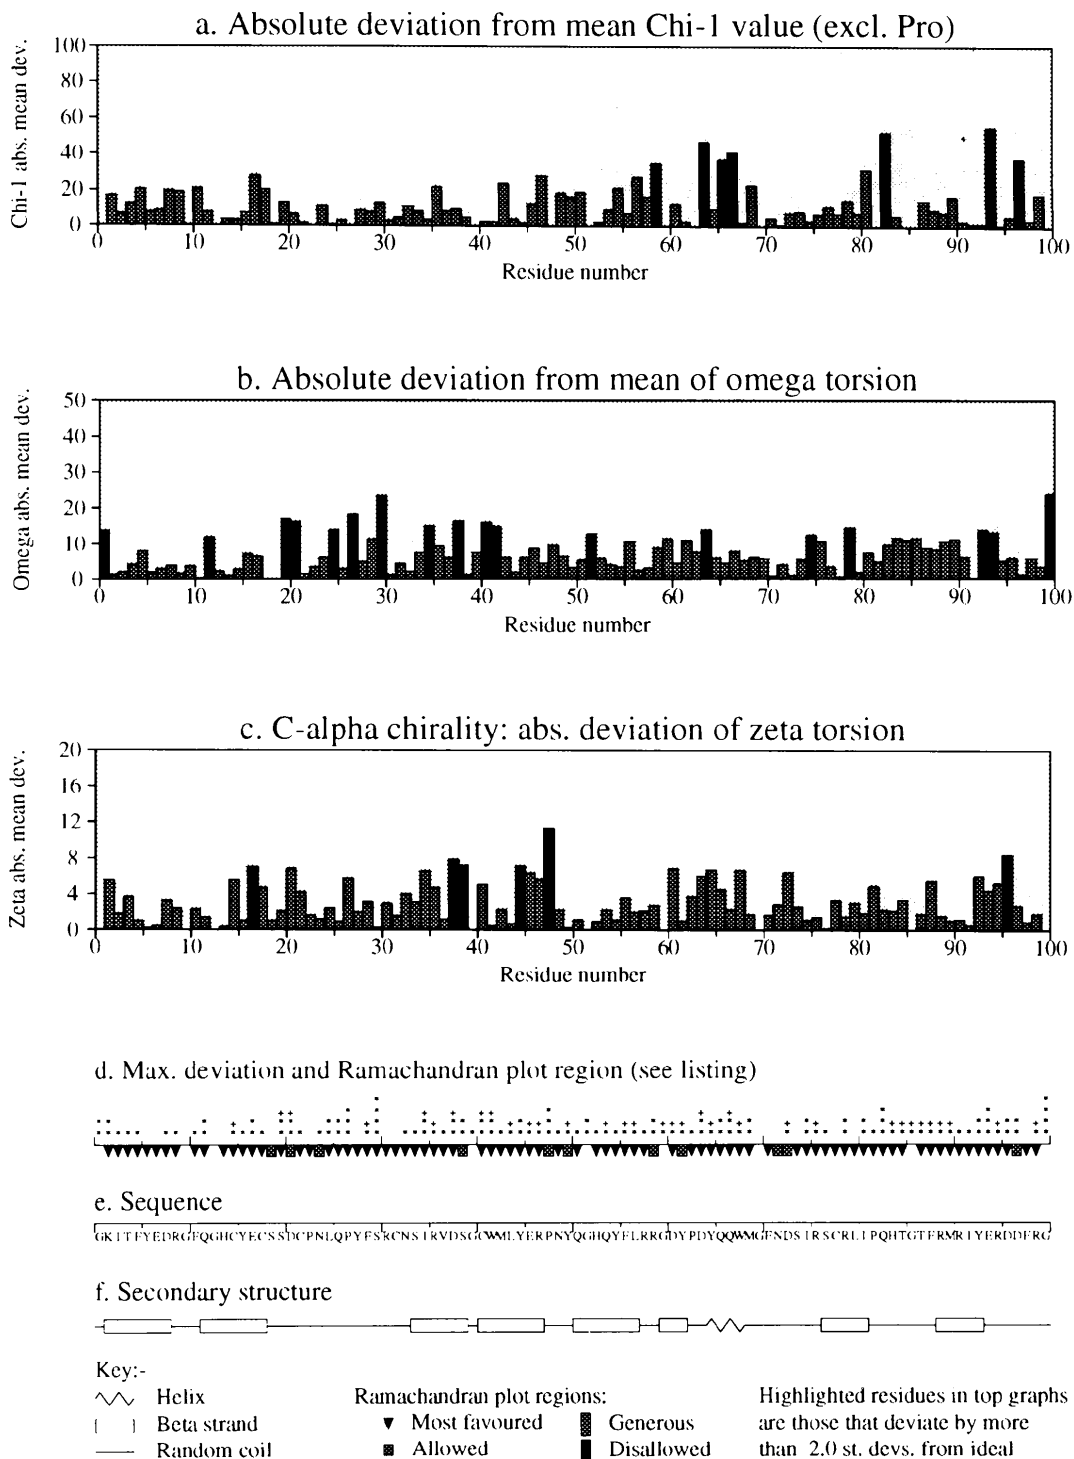 a. Absolute deviation from mean Chi-1 value (excl. Pro)
Chi-1 abs. mean dev.
100
80
60
40
20
0
0 10 20 30 40 50 60 70 80 90 100
Residue number
b. Absolute deviation from mean of omega torsion
Omega abs. mean dev.
50
40
30
20
10
0
0 10 20 30 40 50 60 70 80 90 100
Residue number
c. C-alpha chirality: abs. deviation of zeta torsion
Zeta abs. mean dev.
20
16
12
8
4
0
0 10 20 30 40 50 60 70 80 90 100
Residue number
d. Max. deviation and Ramachandran plot region (see listing)
e. Sequence
GKITFYEDRGFQGHCYECSSDCPNLQPYFSRCNSIRVDSGCWMLYERPNYQGHQYFLRRGDYPDYQQWMGFNDSIRSCRLIPQHTGTFRMRIYERDDFRG
f. Secondary structure
Key:-
Helix
Beta strand
Random coil
Ramachandran plot regions:
Most favoured
Generous
Allowed
Disallowed
Highlighted residues in top graphs
are those that deviate by more
than 2.0 st. devs. from ideal